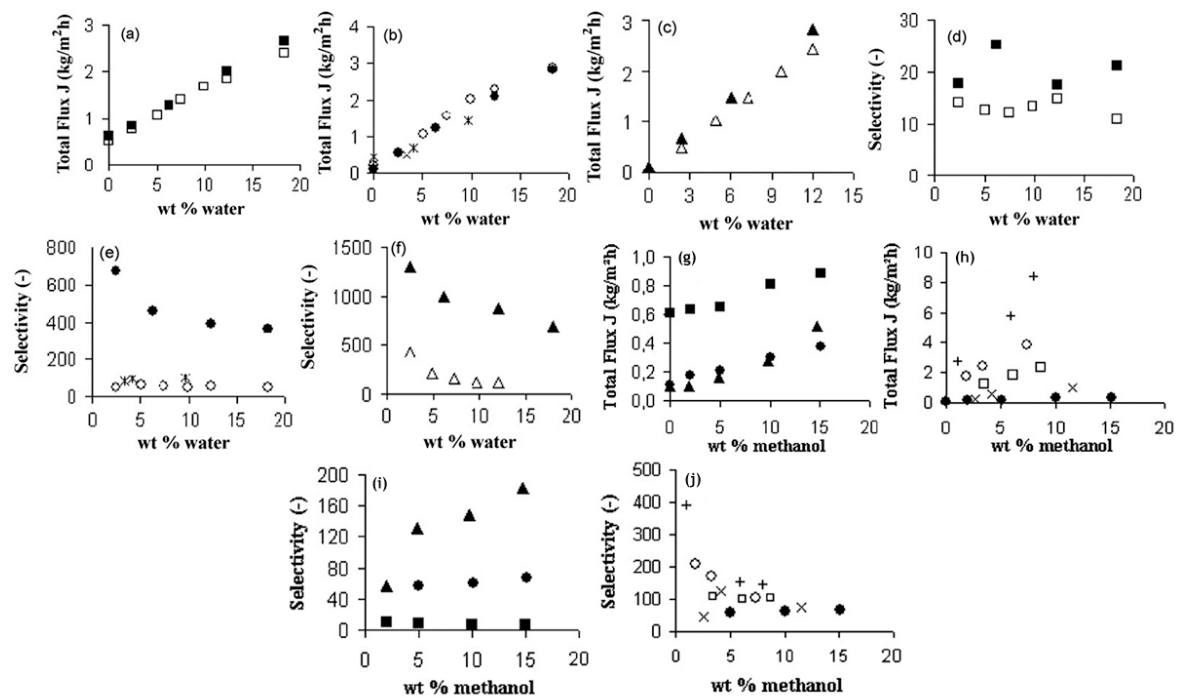 (a)
Total Flux J (kg/m²h)
3
2
1
0
0 5 10 15 20
wt % water
(b)
Total Flux J (kg/m²h)
4
3
2
1
0
0 5 10 15 20
wt % water
(c)
Total Flux J (kg/m²h)
3
2
1
0
0 3 6 9 12 15
wt % water
(d)
Selectivity (-)
30
20
10
0
0 5 10 15 20
wt % water
(e)
Selectivity (-)
800
600
400
200
0
0 5 10 15 20
wt % water
(f)
Selectivity (-)
1500
1000
500
0
0 5 10 15 20
wt % water
(g)
Total Flux J (kg/m²h)
1,0
0,8
0,6
0,4
0,2
0,0
0 5 10 15 20
wt % methanol
(h)
Total Flux J (kg/m²h)
10
8
6
4
2
0
0 5 10 15 20
wt % methanol
(i)
Selectivity (-)
200
160
120
80
40
0
0 5 10 15 20
wt % methanol
(j)
Selectivity (-)
500
400
300
200
100
0
0 5 10 15 20
wt % methanol